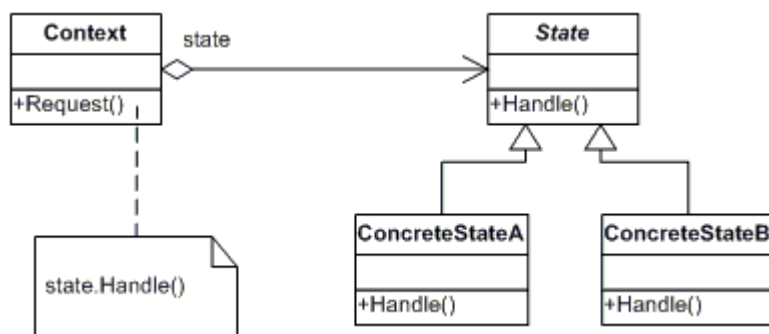 Context
state
State
+Request()
+Handle()
state.Handle()
ConcreteStateA
ConcreteStateB
+Handle()
+Handle()